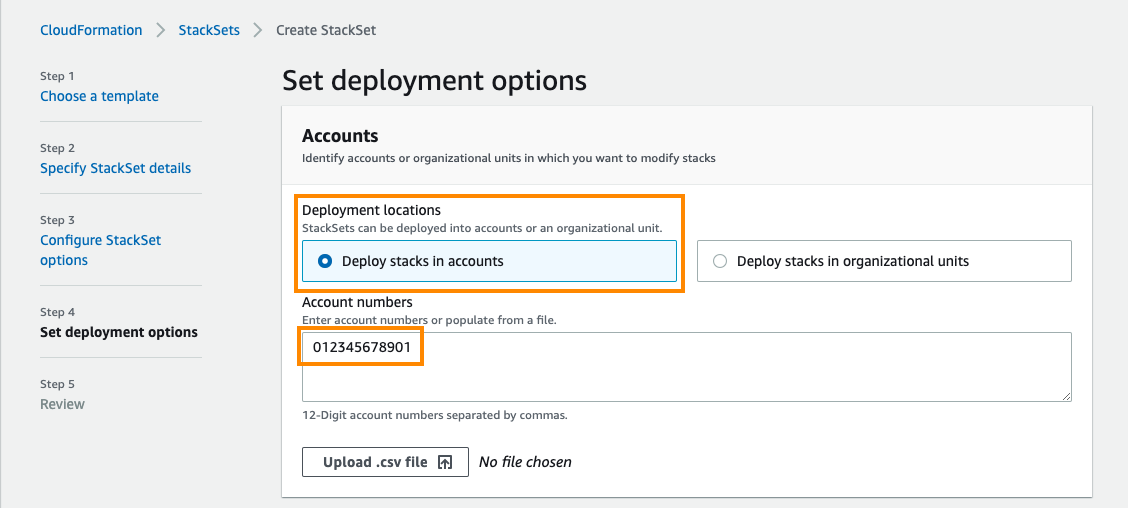 CloudFormation > StackSets > Create StackSet
Step 1
Choose a template
Step 2
Specify StackSet details
Step 3
Configure StackSet
options
Step 4
Set deployment options
Step 5
Review
Set deployment options
Accounts
Identify accounts or organizational units in which you want to modify stacks
Deployment locations
StackSets can be deployed into accounts or an organizational unit.
Deploy stacks in accounts
Deploy stacks in organizational units
Account numbers
Enter account numbers or populate from a file.
012345678901
12-Digit account numbers separated by commas.
Upload .csv file
No file chosen